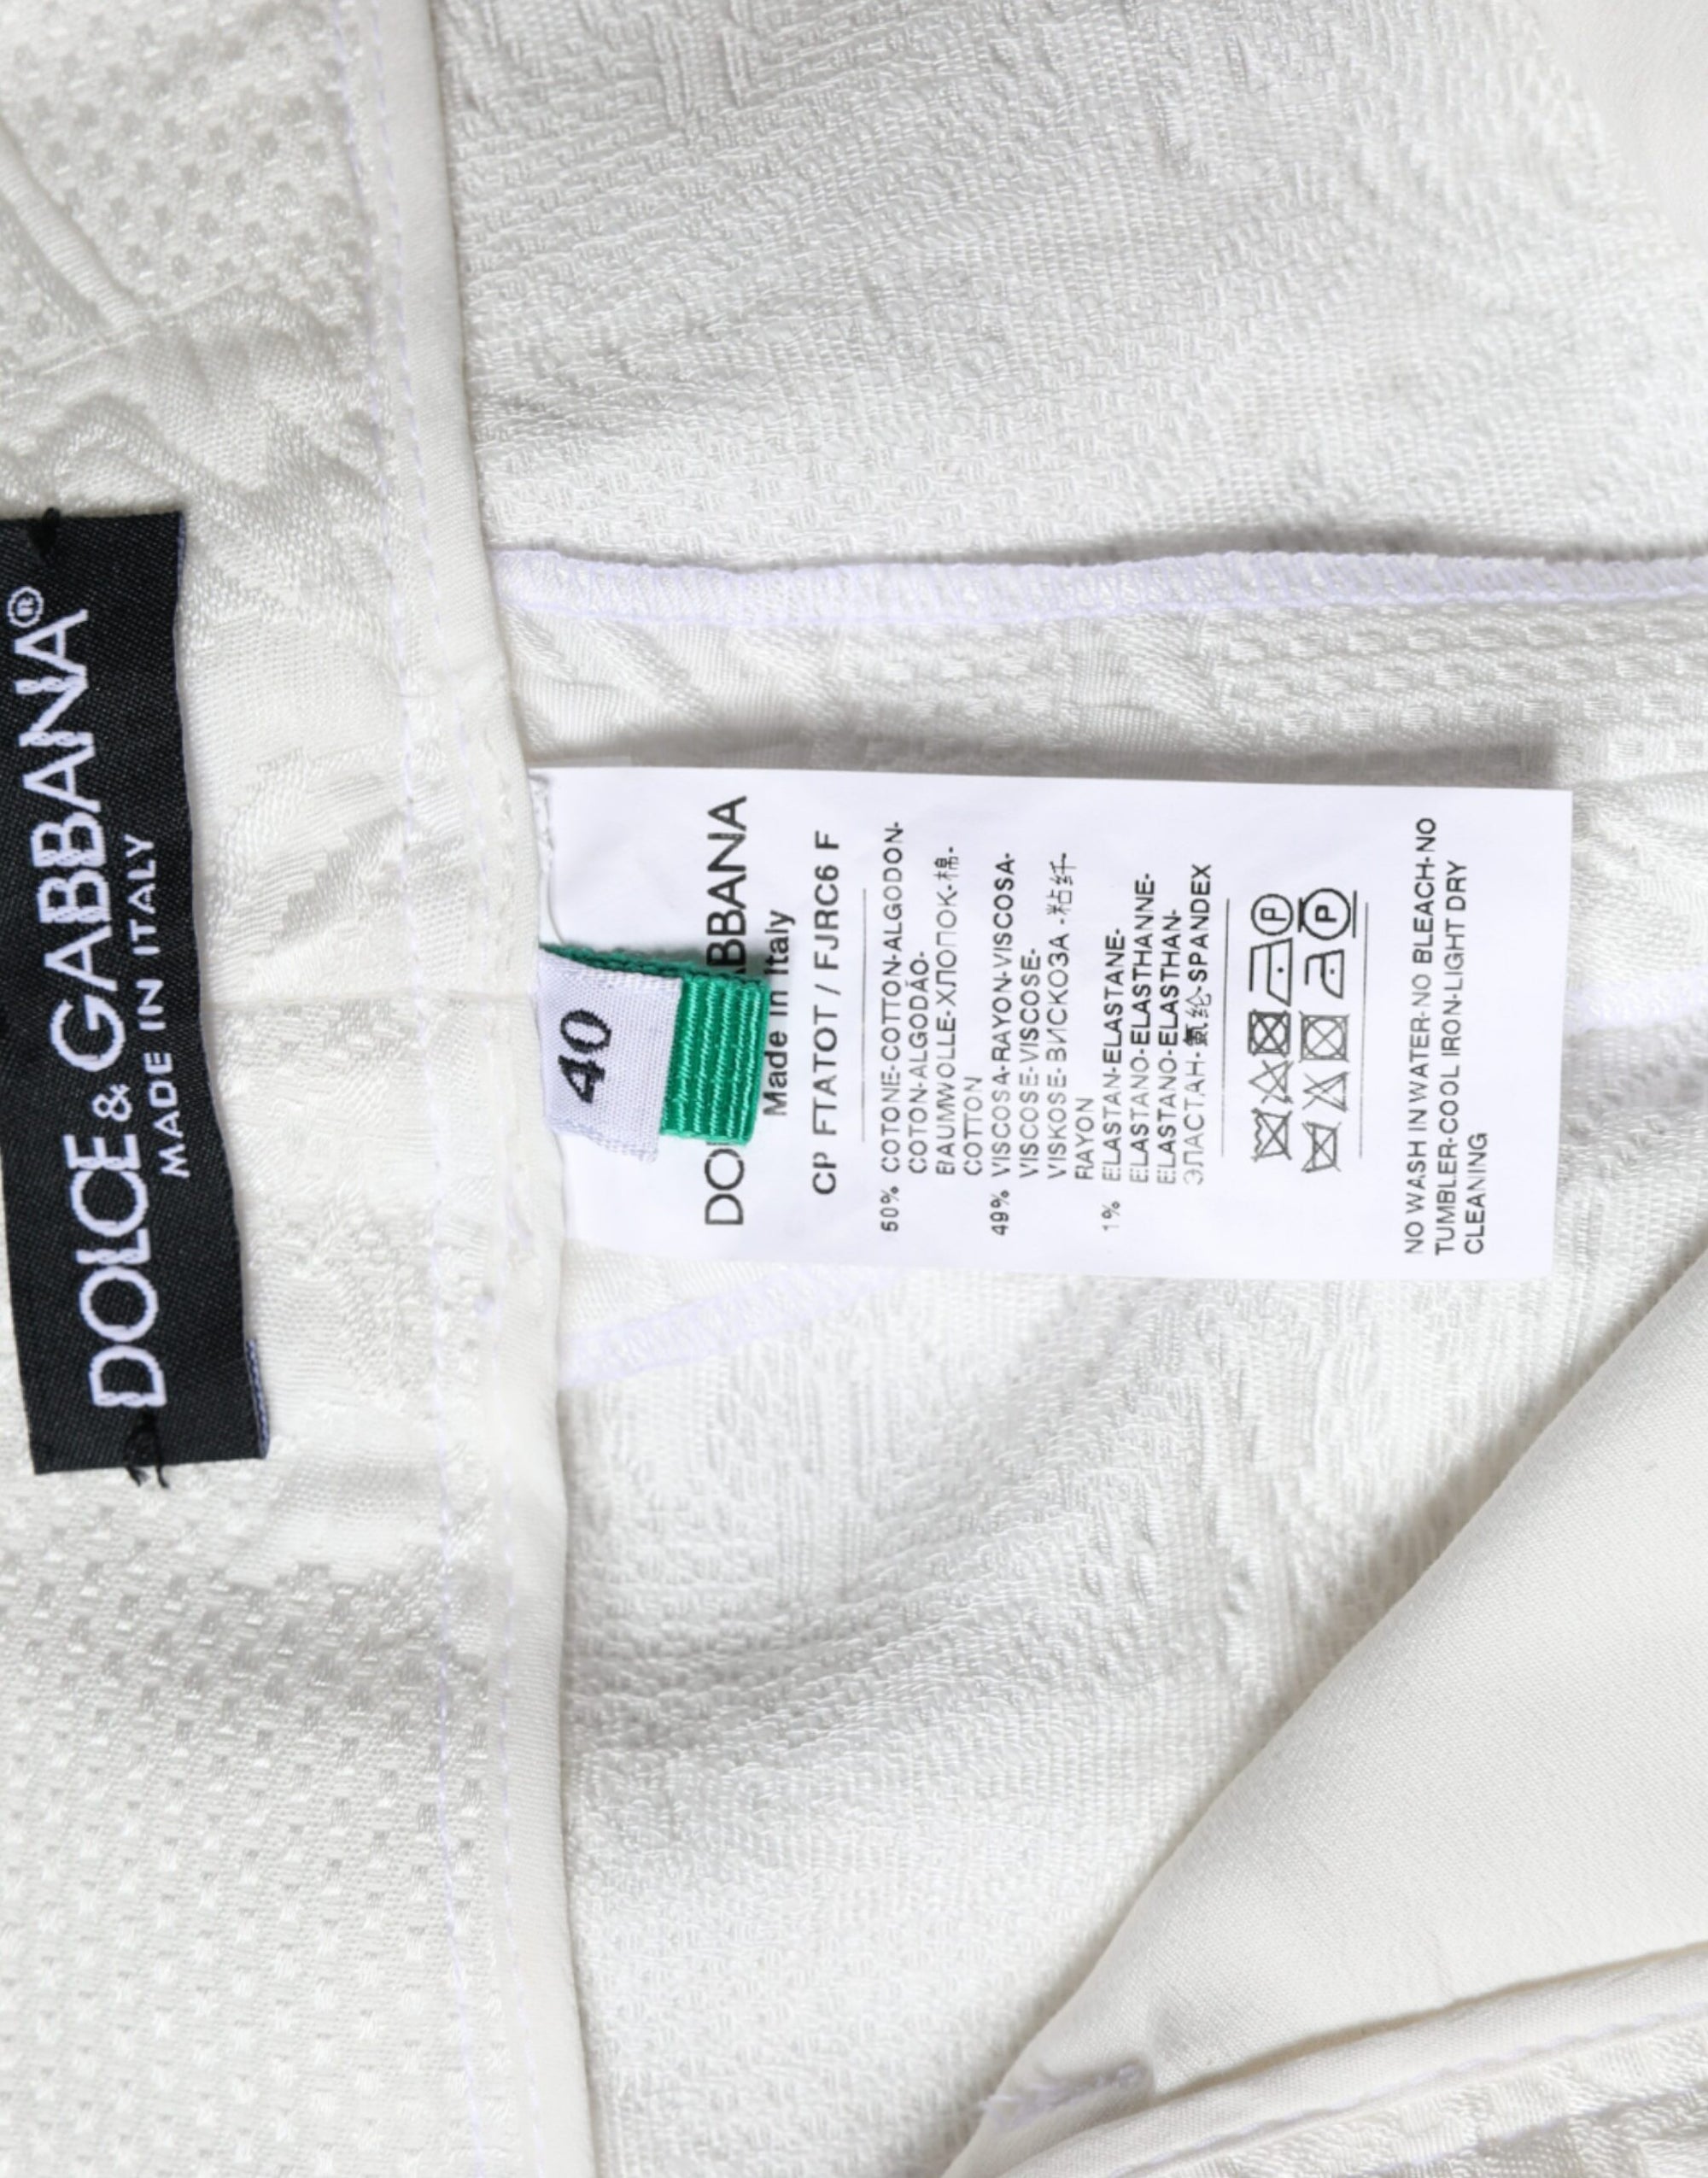 DOLCE & GABBANA®
MADE IN ITALY
40
DO BBANA
Made in Italy
CP FTATOT / FJRC6 F
50% COTONE-COTTON-ALGODON-
COTON-ALGODÃO-
BAUMWOLLE-ХЛОПОК-棉-
COTTON
49% VISCOSA-RAYON-VISCOSA-
VISCOSE-VISCOSE-
VISKOSE-ВИСКОЗА-粘纤-
RAYON
1% ELASTAN-ELASTANE-
ELASTANO-ELASTHANNE-
ELASTANO-ELASTHAN-
ЭЛАСТАН-氨纶-SPANDEX
P
P
NO WASH IN WATER-NO BLEACH-NO
TUMBLER-COOL IRON-LIGHT DRY
CLEANING